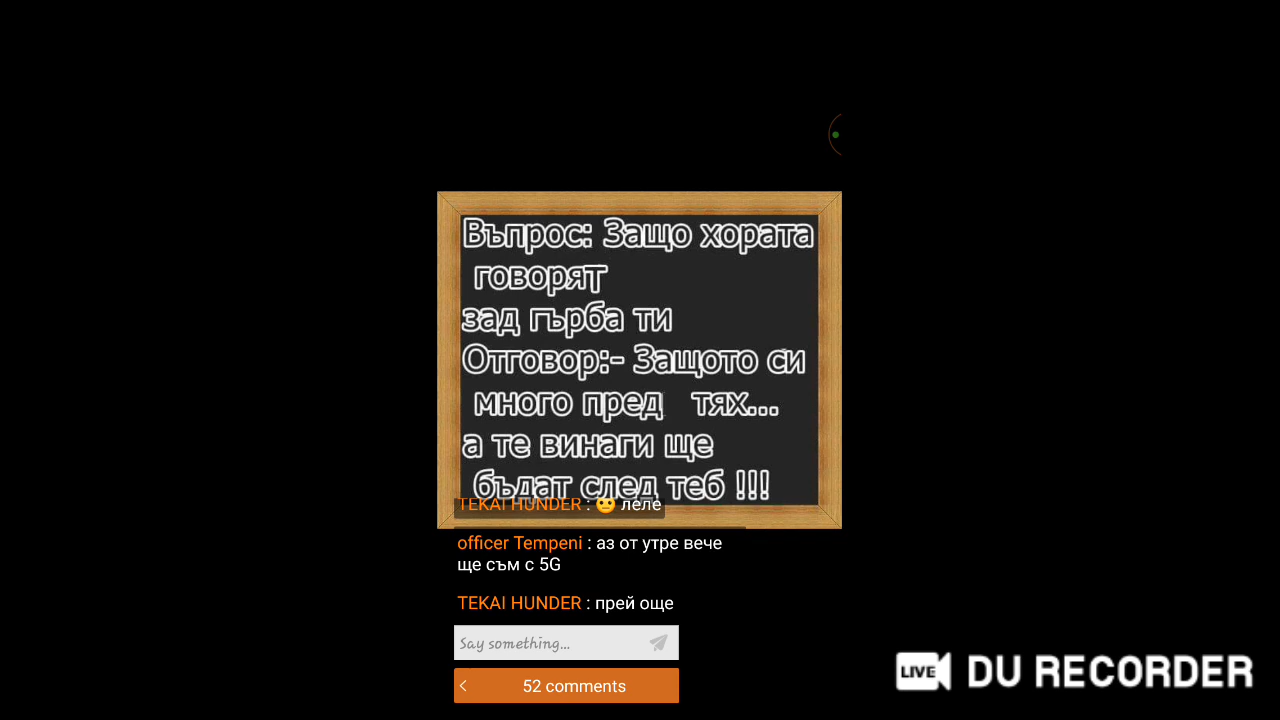 Въпрос: Защо хората
говорят
зад гърба ти
Отговор:- Защото си
много пред тях...
а те винаги ще
бъдат след теб !!!
TEKAI HUNDER : 😐 леле
officer Tempeni : аз от утре вече
ще съм с 5G
TEKAI HUNDER : прей още
Say something...
52 comments
LIVE DU RECORDER